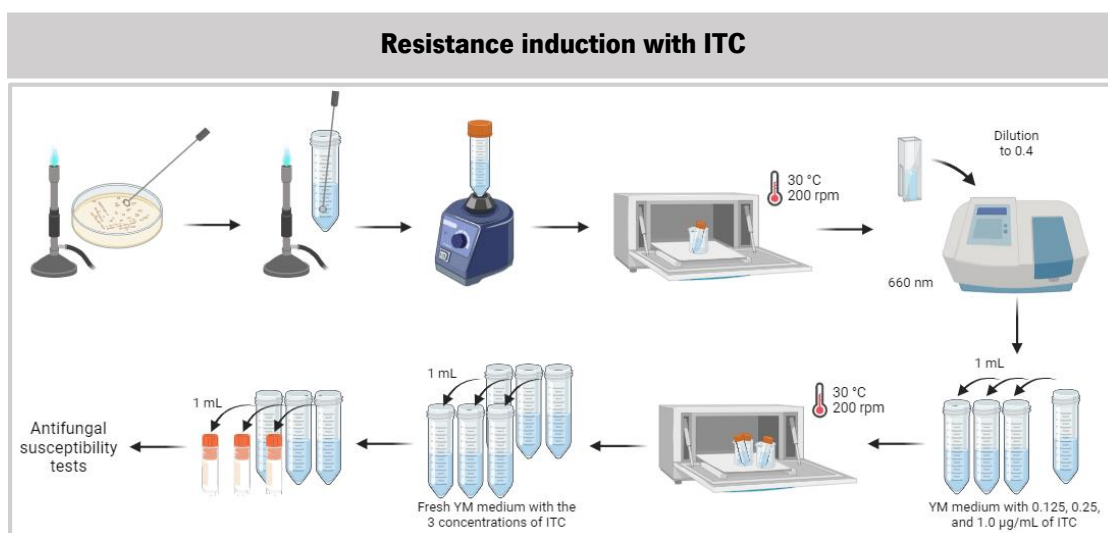 Resistance induction with ITC
30 °C
200 rpm
Dilution
to 0.4
660 nm
1 mL
YM medium with 0.125, 0.25,
and 1.0 µg/mL of ITC
30 °C
200 rpm
1 mL
Fresh YM medium with the
3 concentrations of ITC
1 mL
Antifungal
susceptibility
tests